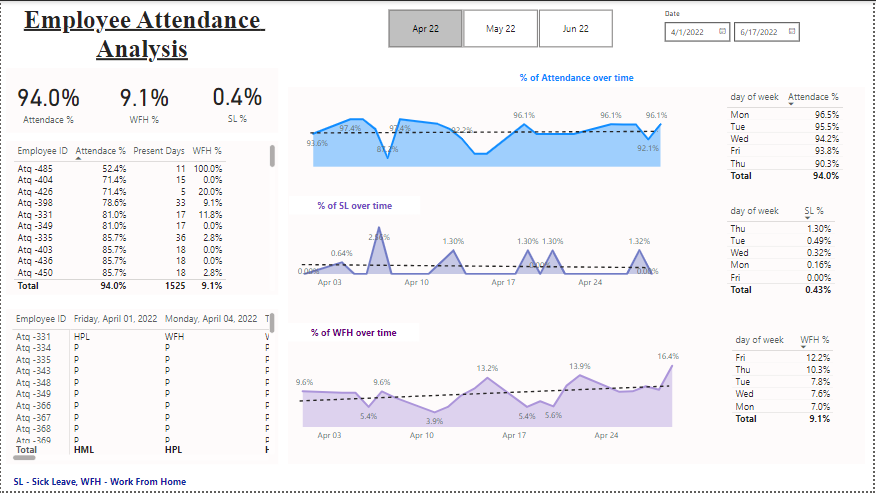 Employee Attendance
Analysis
Apr 22
May 22
Jun 22
Date
4/1/2022
6/17/2022
94.0%
9.1%
0.4%
Attendace %
WFH %
SL %
Employee ID Attendace % Present Days WFH %
Atq -485 52.4% 11 100.0%
Atq -404 71.4% 15 0.0%
Atq -426 71.4% 5 20.0%
Atq -398 78.6% 33 9.1%
Atq -331 81.0% 17 11.8%
Atq -349 81.0% 17 0.0%
Atq -335 85.7% 36 2.8%
Atq -403 85.7% 18 0.0%
Atq -436 85.7% 18 0.0%
Atq -450 85.7% 18 2.8%
Total 94.0% 1525 9.1%
Employee ID Friday, April 01, 2022 Monday, April 04, 2022
Atq -331 HPL WFH
Atq -334 P P
Atq -335 P P
Atq -343 P P
Atq -348 P P
Atq -349 P P
Atq -366 P P
Atq -367 P P
Atq -368 P P
Atq -369 P P
Total HML HPL
% of Attendance over time
93.6%
97.4%
97.4%
92.2%
96.1%
96.1%
96.1%
92.1%
day of week Attendace %
Mon 96.5%
Tue 95.5%
Wed 94.2%
Fri 93.8%
Thu 90.3%
Total 94.0%
% of SL over time
0.64%
1.30%
1.30%
1.30%
1.32%
0.00%
Apr 03
Apr 10
Apr 17
Apr 24
day of week SL %
Thu 1.30%
Tue 0.49%
Wed 0.32%
Mon 0.16%
Fri 0.00%
Total 0.43%
% of WFH over time
9.6%
5.4%
9.6%
3.9%
13.2%
5.4%
5.6%
13.9%
16.4%
Apr 03
Apr 10
Apr 17
Apr 24
day of week WFH %
Fri 12.2%
Thu 10.3%
Tue 7.8%
Wed 7.6%
Mon 7.0%
Total 9.1%
SL - Sick Leave, WFH - Work From Home